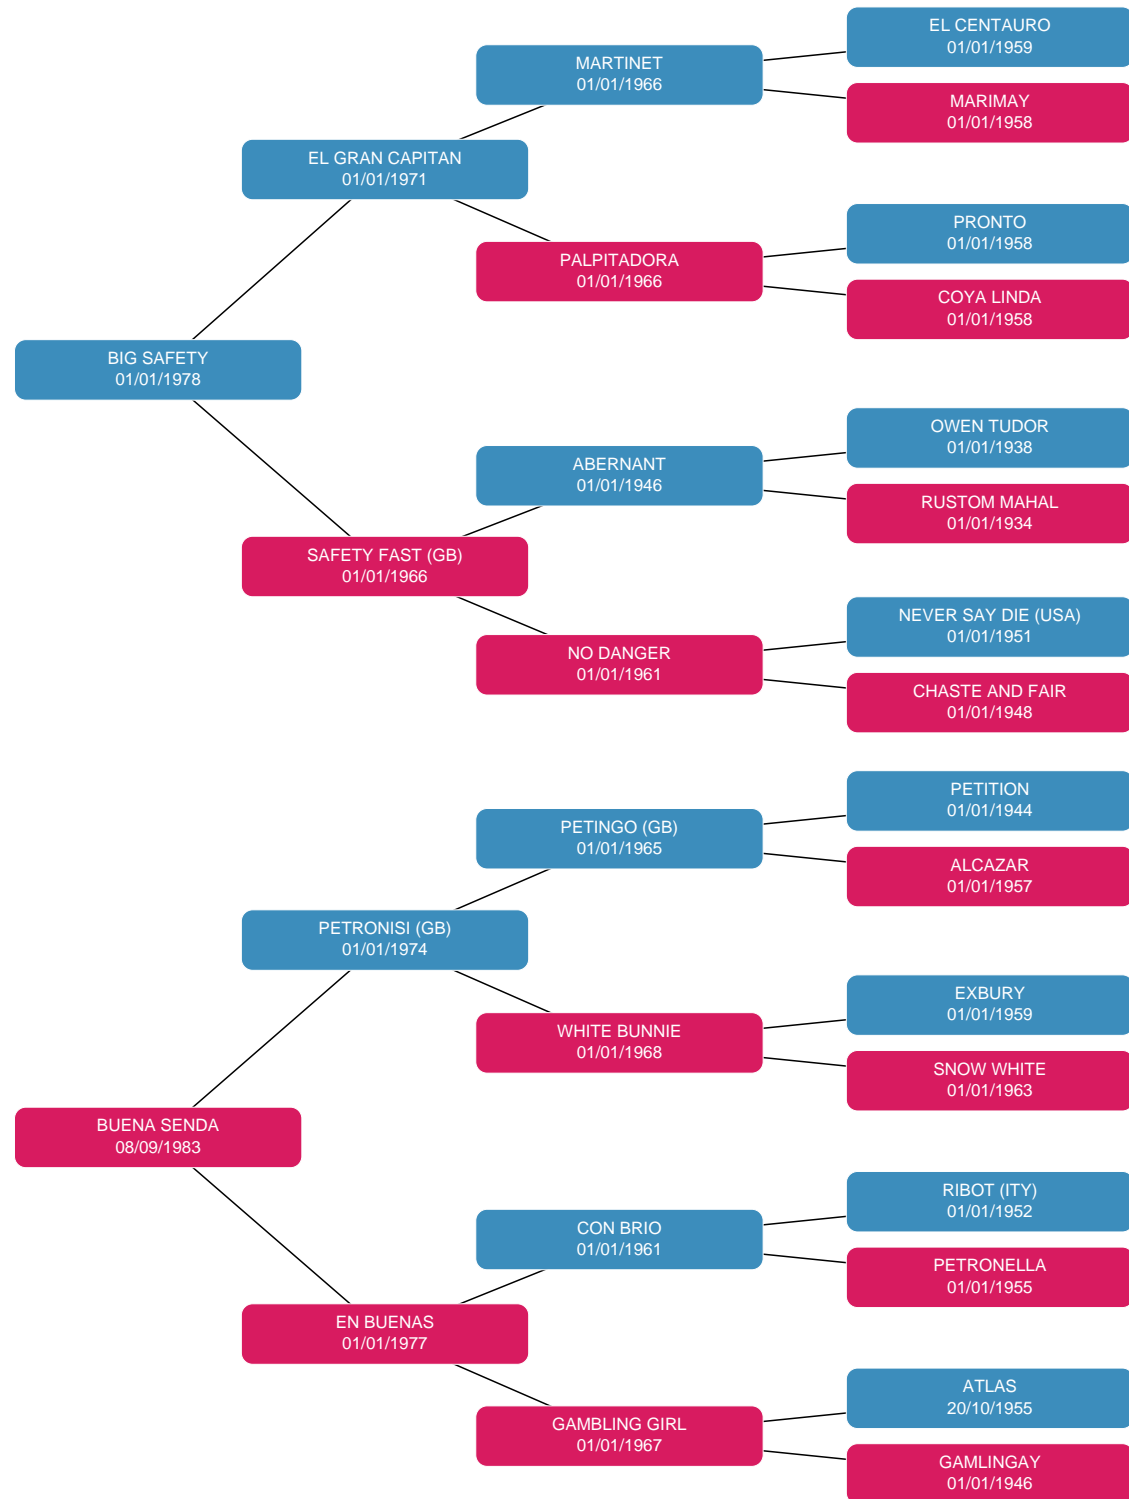 EL CENTAURO
01/01/1959
MARTINET
01/01/1966
MARIMAY
01/01/1958
EL GRAN CAPITAN
01/01/1971
PRONTO
01/01/1958
PALPITADORA
01/01/1966
COYA LINDA
01/01/1958
BIG SAFETY
01/01/1978
OWEN TUDOR
01/01/1938
ABERNANT
01/01/1946
RUSTOM MAHAL
01/01/1934
SAFETY FAST (GB)
01/01/1966
NEVER SAY DIE (USA)
01/01/1951
NO DANGER
01/01/1961
CHASTE AND FAIR
01/01/1948
PETITION
01/01/1944
PETINGO (GB)
01/01/1965
ALCAZAR
01/01/1957
PETRONISI (GB)
01/01/1974
EXBURY
01/01/1959
WHITE BUNNIE
01/01/1968
SNOW WHITE
01/01/1963
BUENA SENDA
08/09/1983
RIBOT (ITY)
01/01/1952
CON BRIO
01/01/1961
PETRONELLA
01/01/1955
EN BUENAS
01/01/1977
ATLAS
20/10/1955
GAMBLING GIRL
01/01/1967
GAMLINGAY
01/01/1946